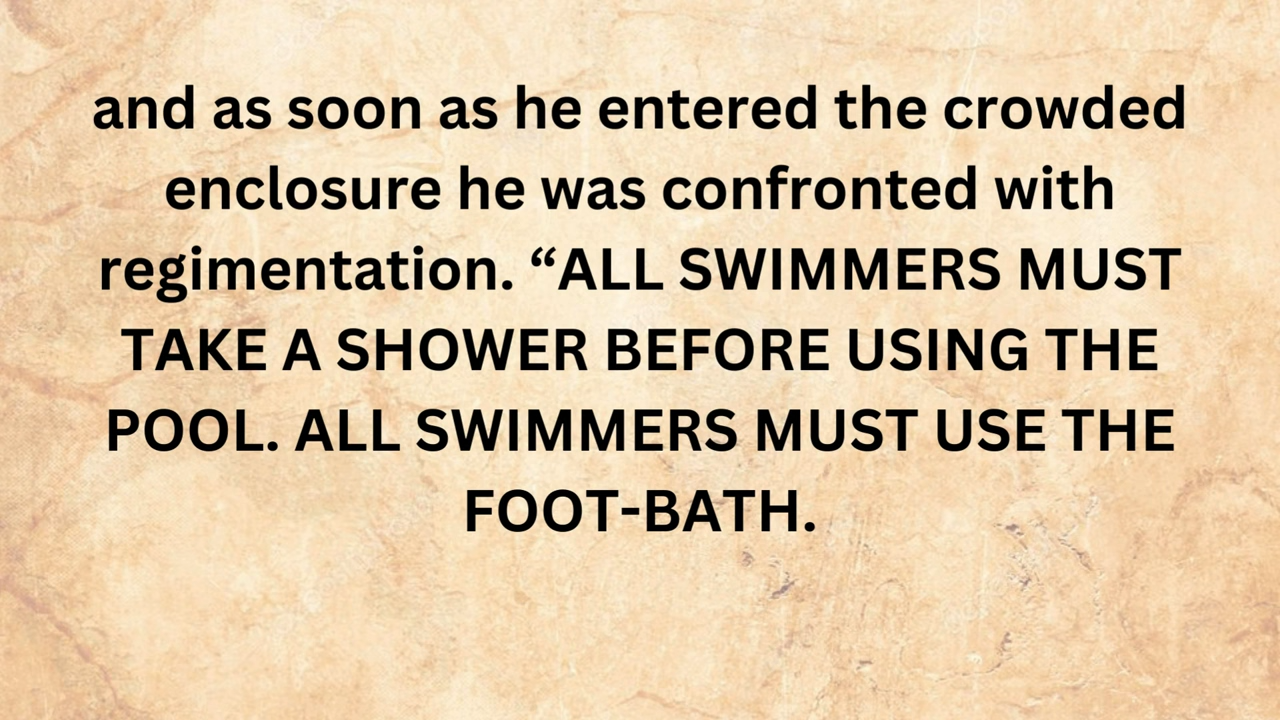 and as soon as he entered the crowded
enclosure he was confronted with
regimentation. “ALL SWIMMERS MUST
TAKE A SHOWER BEFORE USING THE
POOL. ALL SWIMMERS MUST USE THE
FOOT-BATH.